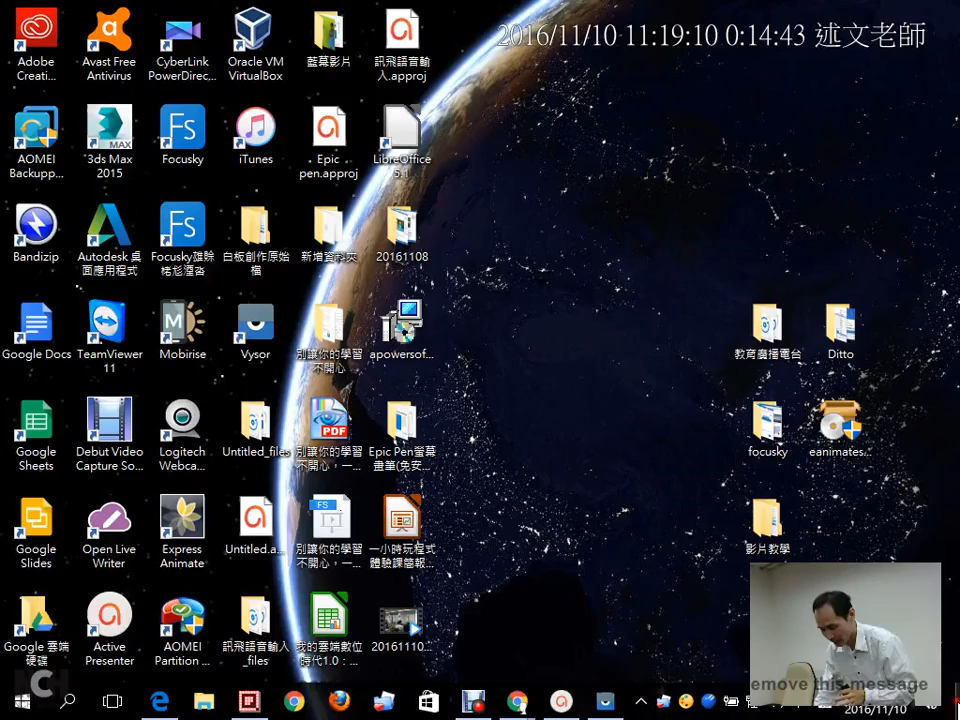 2016/11/10 11:19:10 0:14:43 述文老師
Adobe
Creati...
Avast Free
Antivirus
CyberLink
PowerDirec...
Oracle VM
VirtualBox
藍幕影片
訊飛語音輸
入.approj
AOMEI
Backupp...
3ds Max
2015
Focusky
iTunes
Epic
pen.approj
LibreOffice
5.1
Bandizip
Autodesk 桌
面應用程式
白板創作原始
檔
新增資料夾
20161108
Google Docs
TeamViewer
11
Mobirise
Vysor
別讓你的學習
不開心
apowersof...
教育廣播電台
Ditto
Google
Sheets
Debut Video
Capture So...
Logitech
Webca...
Untitled_files
別讓你的學習
不開心，一...
Epic Pen螢幕
畫筆(免安...
focusky
eanimates...
Google
Slides
Open Live
Writer
Express
Animate
Untitled.a...
別讓你的學習
不開心，一...
一小時玩程式
體驗課簡報...
影片教學
Google 雲端
硬碟
Active
Presenter
AOMEI
Partition ...
訊飛語音輸入
_files
我的雲端數位
時代1.0：...
20161110...
emove this message
2016/11/10